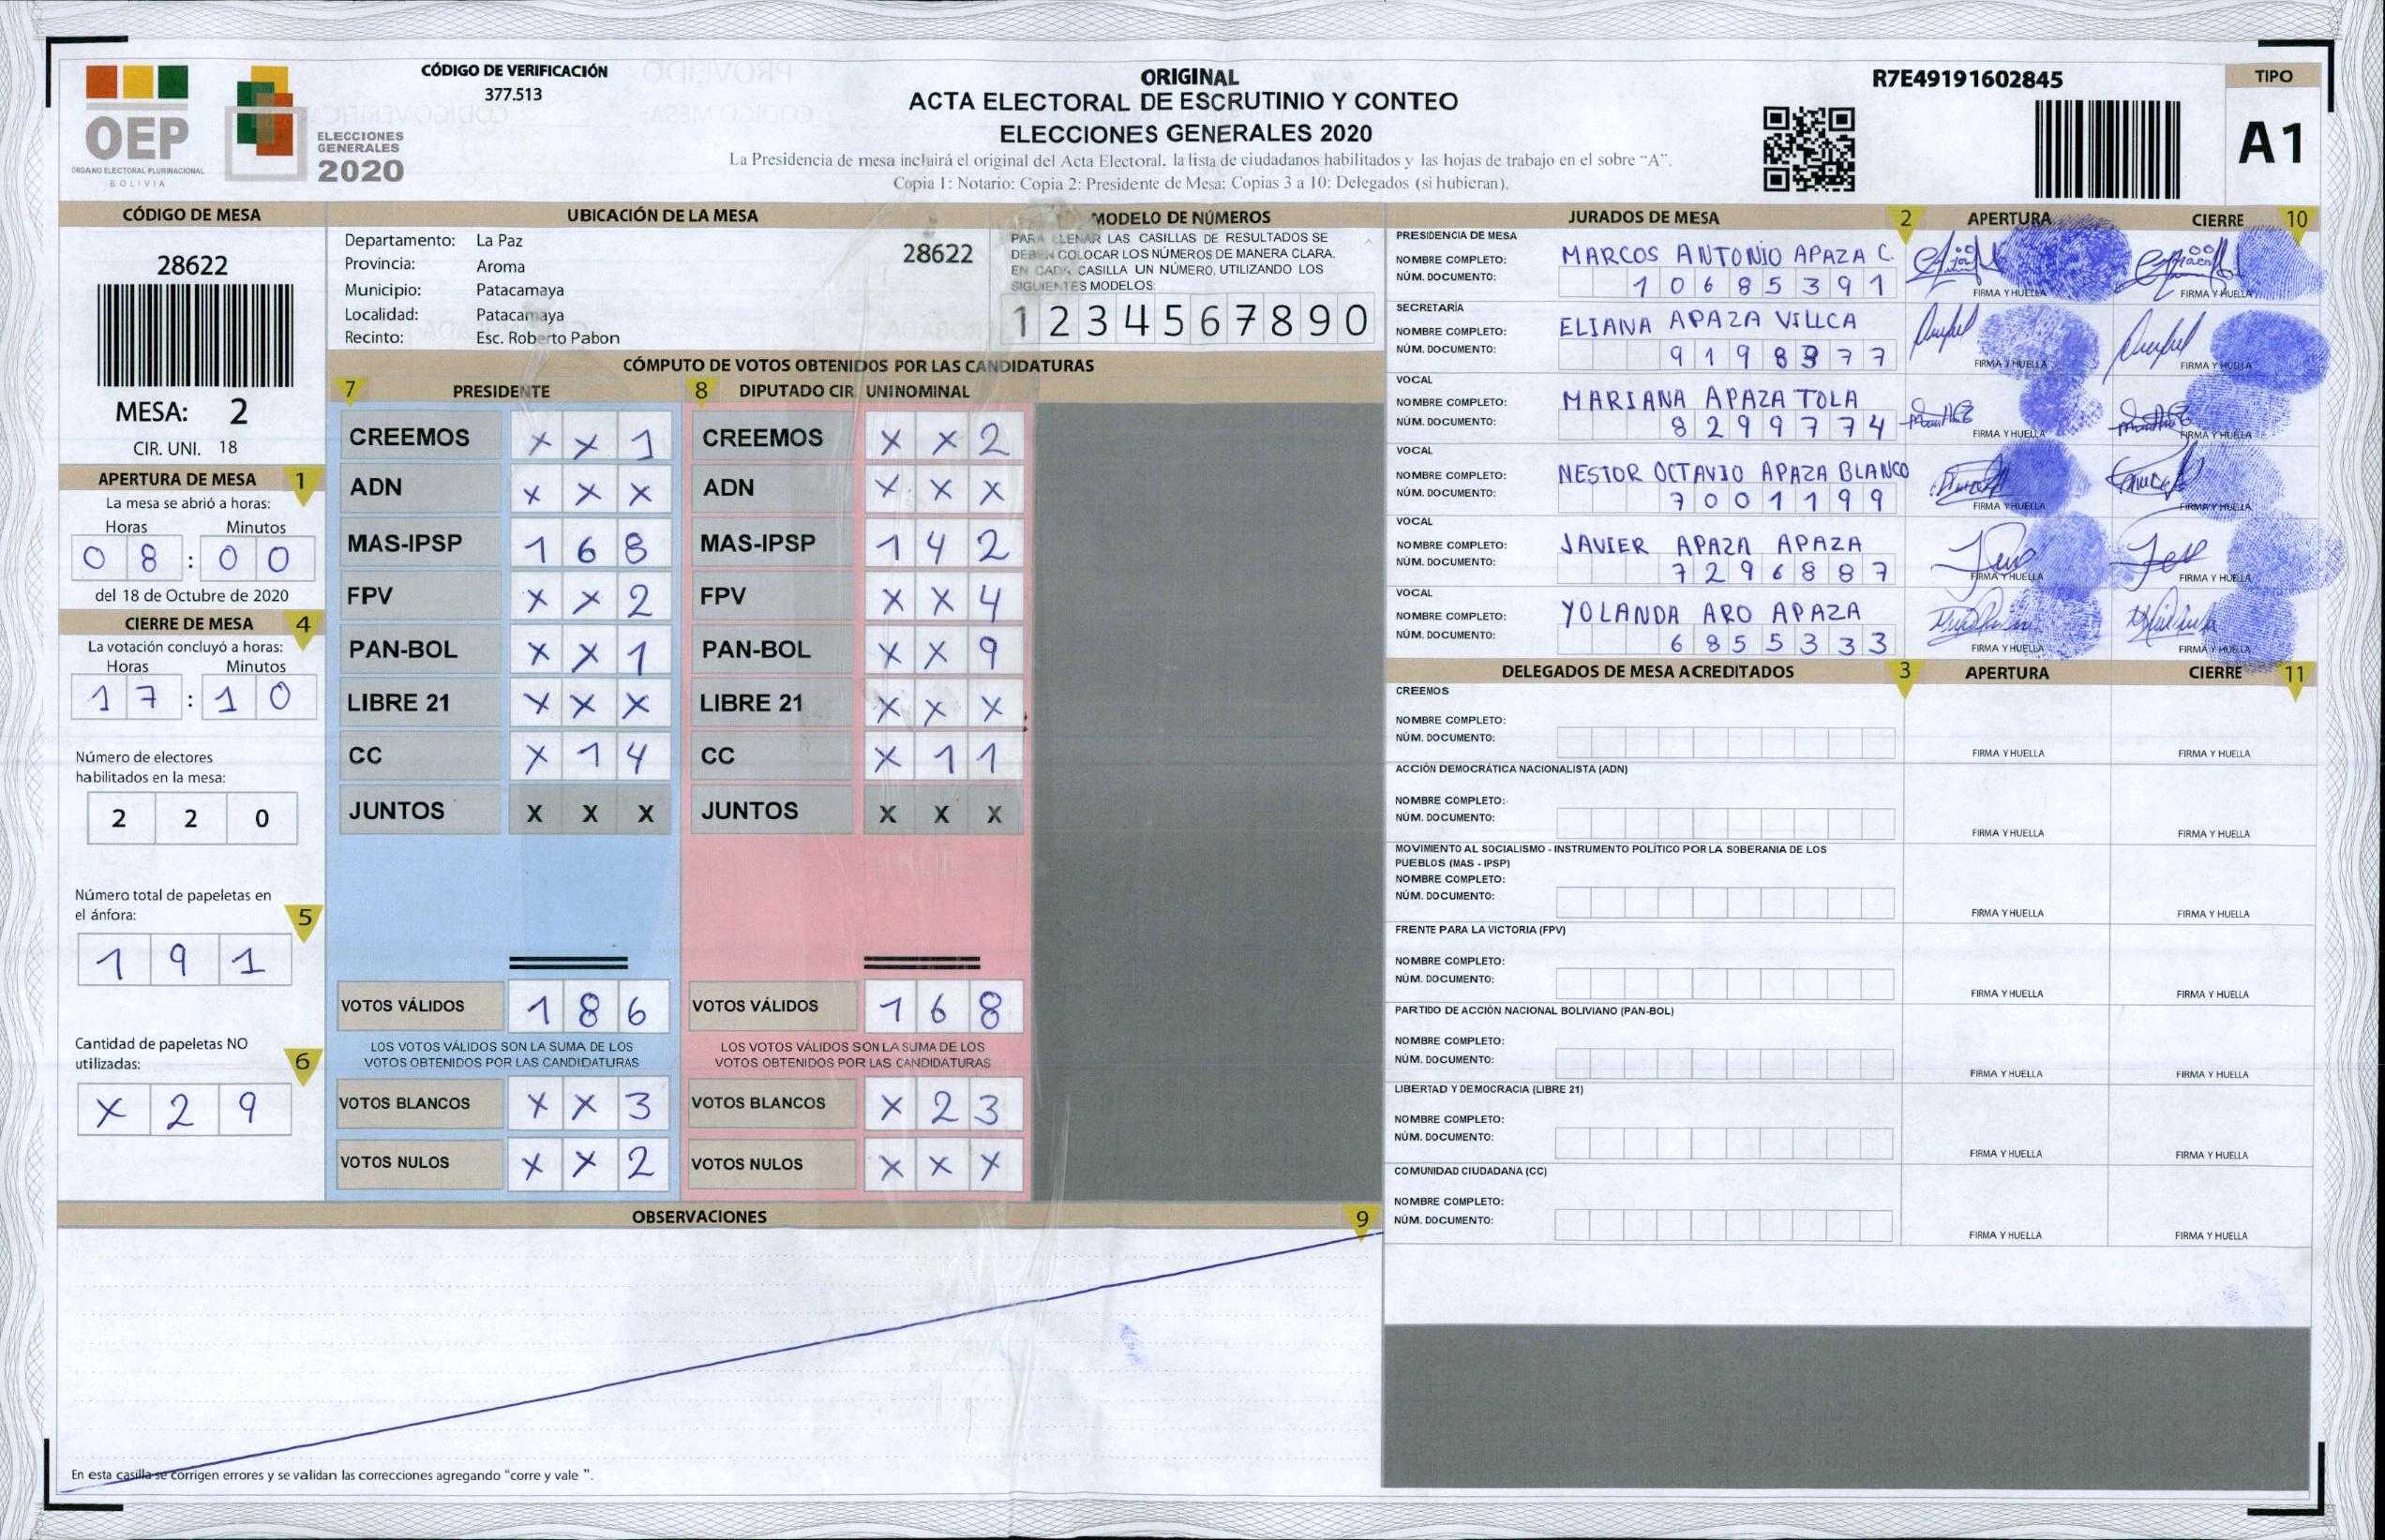 OEP
ORGANO ELECTORAL PLURINACIONAL
BOLIVIA
ELECCIONES
GENERALES
2020
CÓDIGO DE VERIFICACIÓN
377.513
ORIGINAL
ACTA ELECTORAL DE ESCRUTINIO Y CONTEO
ELECCIONES GENERALES 2020
La Presidencia de mesa incluirá el original del Acta Electoral, la lista de ciudadanos habilitados y las hojas de trabajo en el sobre "A".
Copia 1: Notario: Copia 2: Presidente de Mesa: Copias 3 a 10: Delegados (si hubieran).
R7E49191602845
TIPO
A1
CÓDIGO DE MESA
28622
MESA: 2
CIR. UNI. 18
APERTURA DE MESA 1
La mesa se abrió a horas:
Horas Minutos
0 8 : 0 0
del 18 de Octubre de 2020
CIERRE DE MESA 4
La votación concluyó a horas:
Horas Minutos
1 7 : 1 0
Número de electores
habilitados en la mesa:
2 2 0
Número total de papeletas en
el ánfora: 5
1 9 1
Cantidad de papeletas NO
utilizadas: 6
X 2 9
UBICACIÓN DE LA MESA
Departamento: La Paz
28622
Provincia: Aroma
Municipio: Patacamaya
Localidad: Patacamaya
Recinto: Esc. Roberto Pabon
MODELO DE NÚMEROS
PARA LLENAR LAS CASILLAS DE RESULTADOS SE
DEBEN COLOCAR LOS NÚMEROS DE MANERA CLARA.
EN CADA CASILLA UN NÚMERO, UTILIZANDO LOS
SIGUIENTES MODELOS:
1 2 3 4 5 6 7 8 9 0
CÓMPUTO DE VOTOS OBTENIDOS POR LAS CANDIDATURAS
7 PRESIDENTE
CREEMOS X X 1
ADN X X X
MAS-IPSP 1 6 8
FPV X X 2
PAN-BOL X X 1
LIBRE 21 X X X
CC X 1 4
JUNTOS X X X
VOTOS VÁLIDOS 1 8 6
LOS VOTOS VÁLIDOS SON LA SUMA DE LOS
VOTOS OBTENIDOS POR LAS CANDIDATURAS
VOTOS BLANCOS X X 3
VOTOS NULOS X X 2
8 DIPUTADO CIR. UNINOMINAL
CREEMOS X X 2
ADN X X X
MAS-IPSP 1 4 2
FPV X X 4
PAN-BOL X X 9
LIBRE 21 X X X
CC X 1 1
JUNTOS X X X
VOTOS VÁLIDOS 1 6 8
LOS VOTOS VÁLIDOS SON LA SUMA DE LOS
VOTOS OBTENIDOS POR LAS CANDIDATURAS
VOTOS BLANCOS X 2 3
VOTOS NULOS X X X
OBSERVACIONES 9
En esta casilla se corrigen errores y se validan las correcciones agregando "corre y vale ".
JURADOS DE MESA 2 APERTURA CIERRE 10
PRESIDENCIA DE MESA
NOMBRE COMPLETO: MARCOS ANTONIO APAZA C.
NÚM. DOCUMENTO: 1 0 6 8 5 3 9 1
FIRMA Y HUELLA FIRMA Y HUELLA
SECRETARÍA
NOMBRE COMPLETO: ELIANA APAZA VILLCA
NÚM. DOCUMENTO: 9 1 9 8 7 7
FIRMA Y HUELLA FIRMA Y HUELLA
VOCAL
NOMBRE COMPLETO: MARIANA APAZA TOLA
NÚM. DOCUMENTO: 8 2 9 9 7 7 4
FIRMA Y HUELLA FIRMA Y HUELLA
VOCAL
NOMBRE COMPLETO: NESTOR OCTAVIO APAZA BLANCO
NÚM. DOCUMENTO: 7 0 0 1 1 9 9
FIRMA Y HUELLA FIRMA Y HUELLA
VOCAL
NOMBRE COMPLETO: JAVIER APAZA APAZA
NÚM. DOCUMENTO: 7 2 9 6 8 8 7
FIRMA Y HUELLA FIRMA Y HUELLA
VOCAL
NOMBRE COMPLETO: YOLANDA ARO APAZA
NÚM. DOCUMENTO: 6 8 5 5 3 3 3
FIRMA Y HUELLA FIRMA Y HUELLA
DELEGADOS DE MESA ACREDITADOS 3 APERTURA CIERRE 11
CREEMOS
NOMBRE COMPLETO:
NÚM. DOCUMENTO:
FIRMA Y HUELLA FIRMA Y HUELLA
ACCIÓN DEMOCRÁTICA NACIONALISTA (ADN)
NOMBRE COMPLETO:
NÚM. DOCUMENTO:
FIRMA Y HUELLA FIRMA Y HUELLA
MOVIMIENTO AL SOCIALISMO - INSTRUMENTO POLÍTICO POR LA SOBERANIA DE LOS
PUEBLOS (MAS - IPSP)
NOMBRE COMPLETO:
NÚM. DOCUMENTO:
FIRMA Y HUELLA FIRMA Y HUELLA
FRENTE PARA LA VICTORIA (FPV)
NOMBRE COMPLETO:
NÚM. DOCUMENTO:
FIRMA Y HUELLA FIRMA Y HUELLA
PARTIDO DE ACCIÓN NACIONAL BOLIVIANO (PAN-BOL)
NOMBRE COMPLETO:
NÚM. DOCUMENTO:
FIRMA Y HUELLA FIRMA Y HUELLA
LIBERTAD Y DEMOCRACIA (LIBRE 21)
NOMBRE COMPLETO:
NÚM. DOCUMENTO:
FIRMA Y HUELLA FIRMA Y HUELLA
COMUNIDAD CIUDADANA (CC)
NOMBRE COMPLETO:
NÚM. DOCUMENTO:
FIRMA Y HUELLA FIRMA Y HUELLA